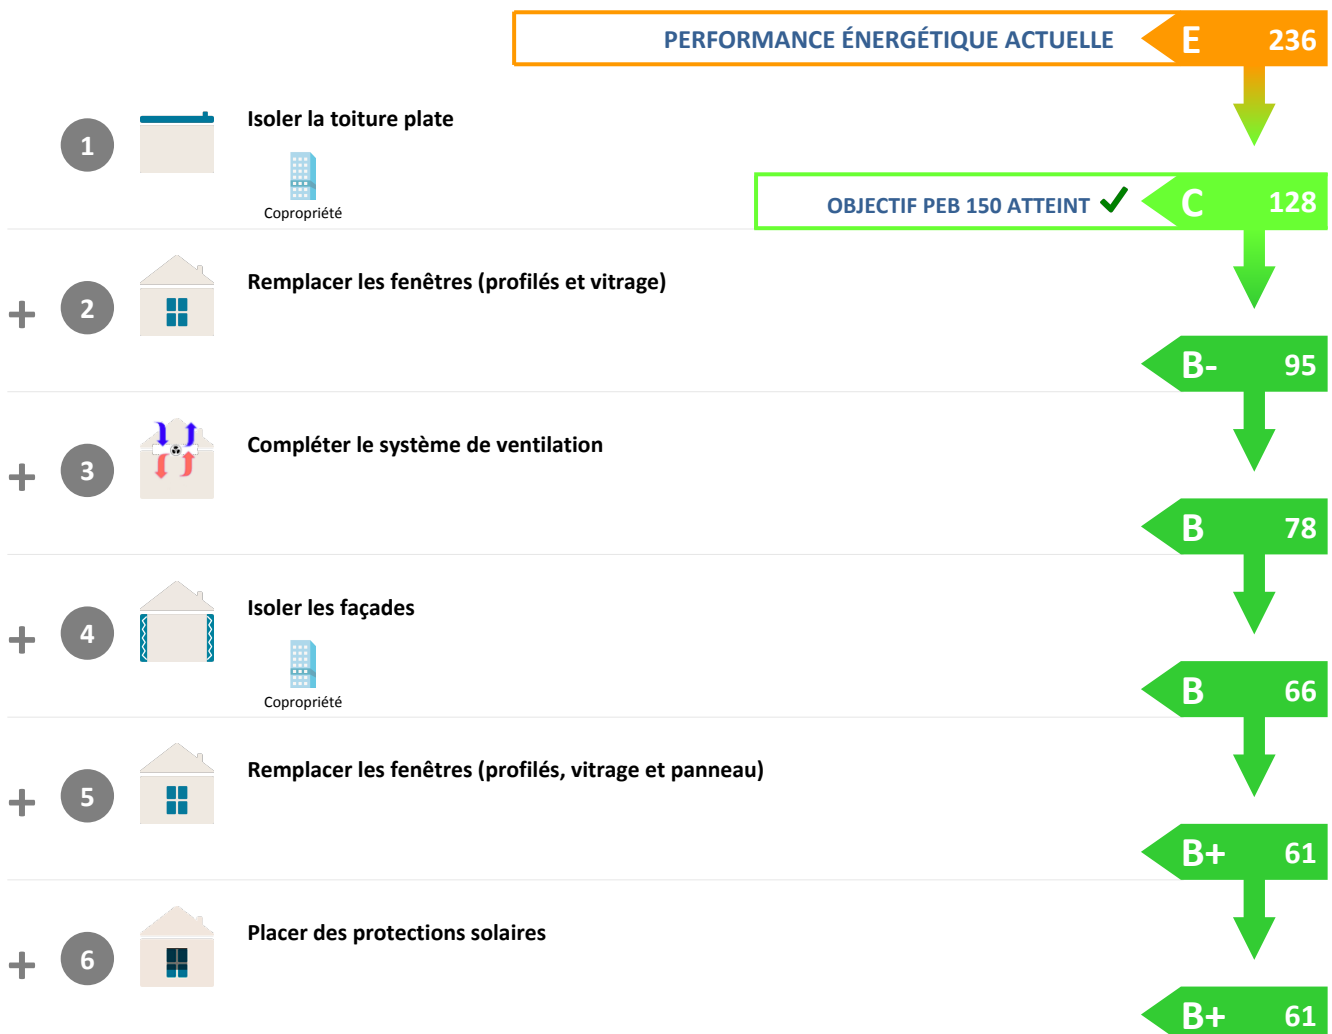 PERFORMANCE ÉNERGÉTIQUE ACTUELLE E 236
1 Isoler la toiture plate
Copropriété
OBJECTIF PEB 150 ATTEINT ✔ C 128
+ 2 Remplacer les fenêtres (profilés et vitrage)
B- 95
+ 3 Compléter le système de ventilation
B 78
+ 4 Isoler les façades
Copropriété
B 66
+ 5 Remplacer les fenêtres (profilés, vitrage et panneau)
B+ 61
+ 6 Placer des protections solaires
B+ 61